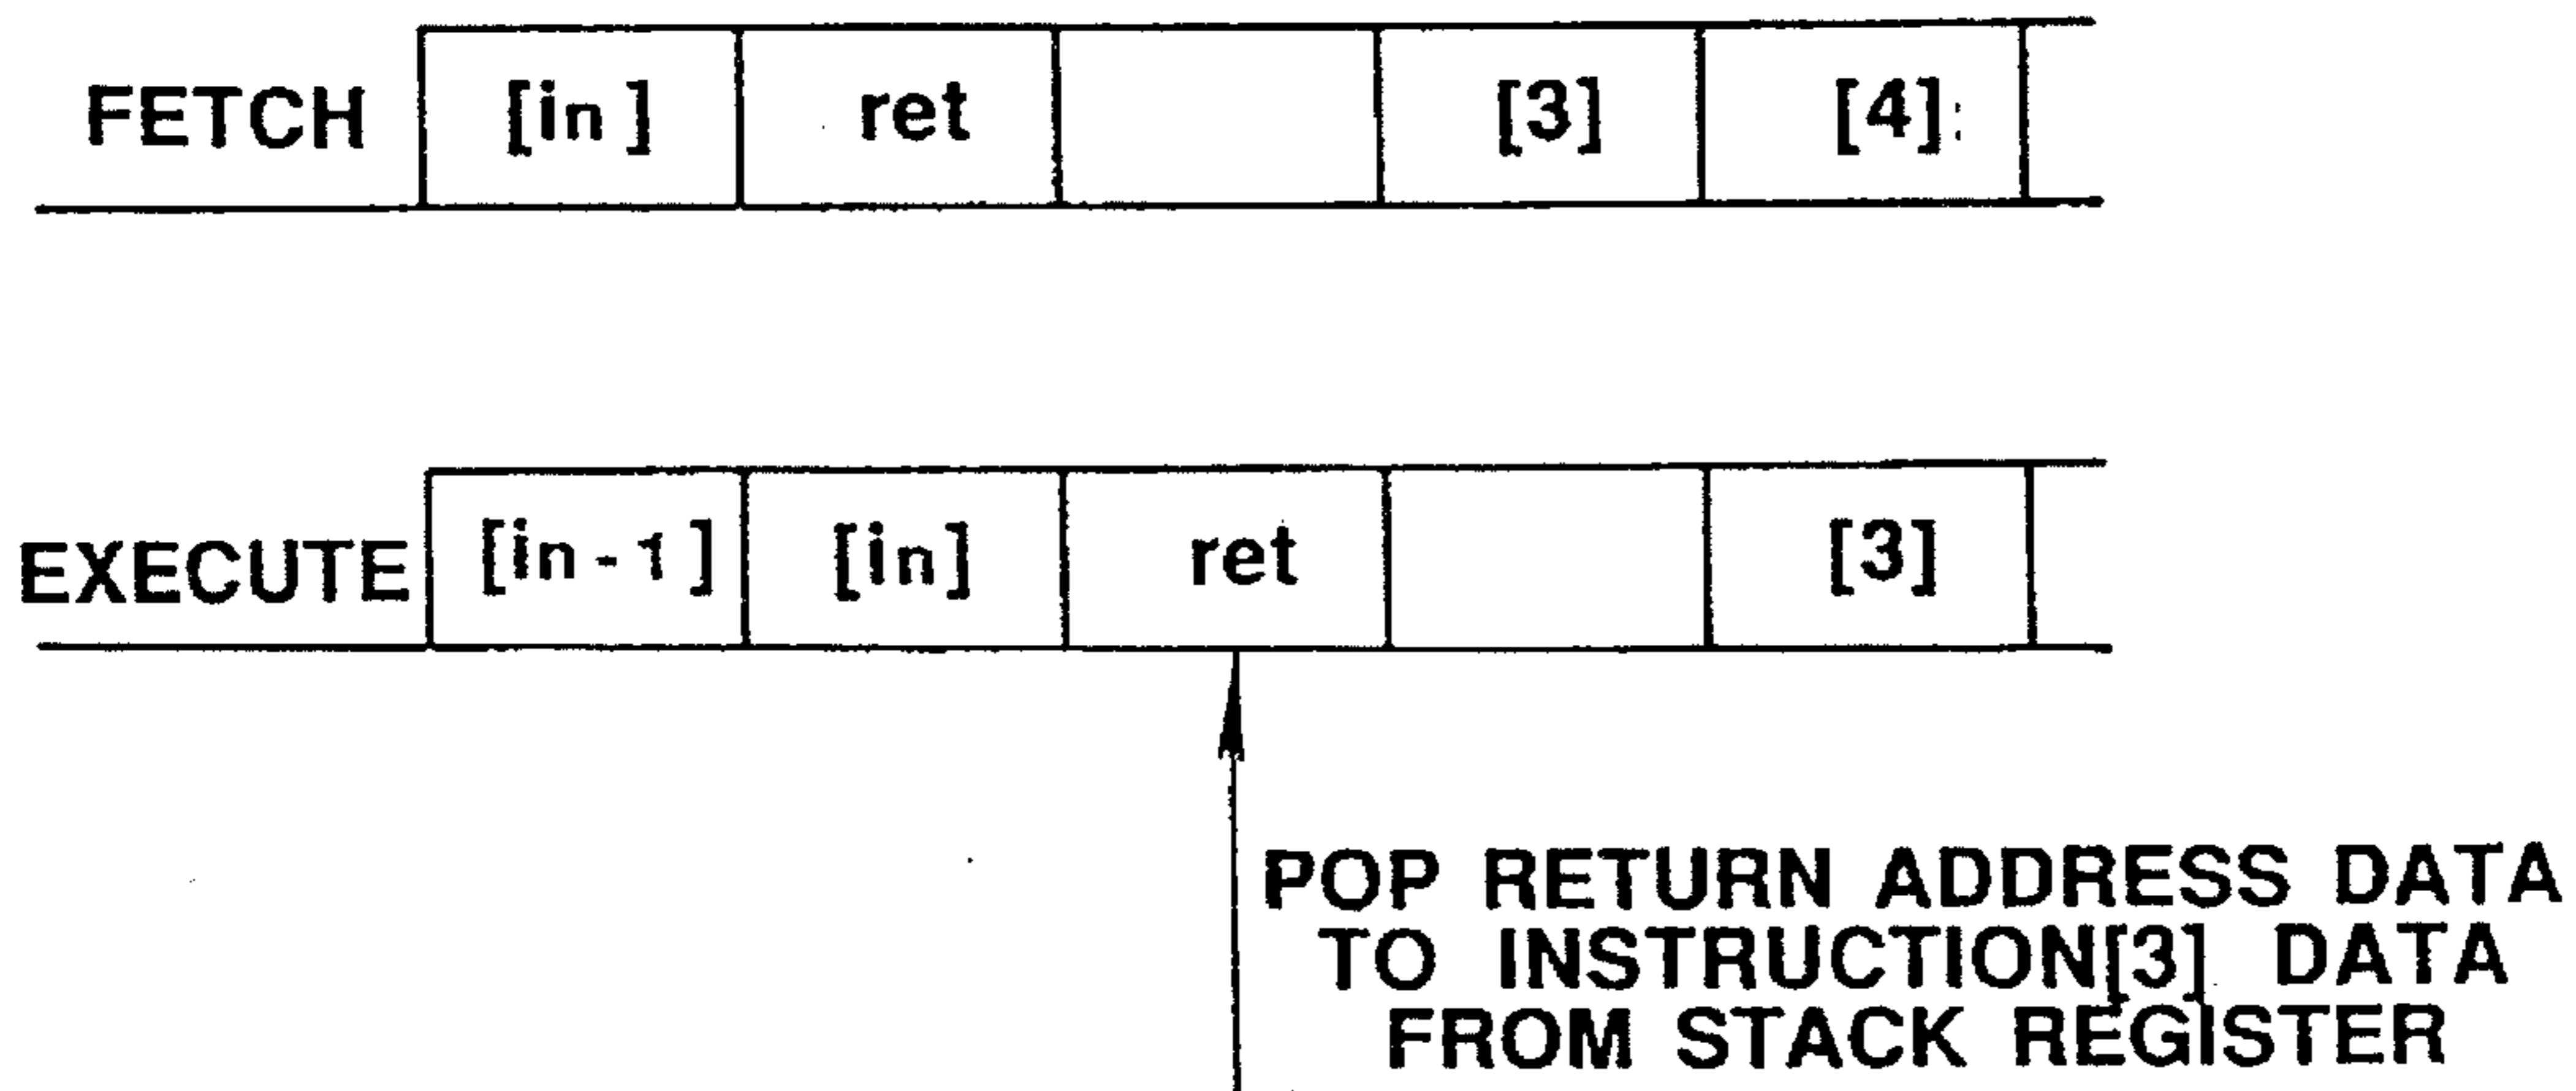 FETCH [in] ret [3] [4]
EXECUTE [in-1] [in] ret [3]
POP RETURN ADDRESS DATA
TO INSTRUCTION[3] DATA
FROM STACK REGISTER